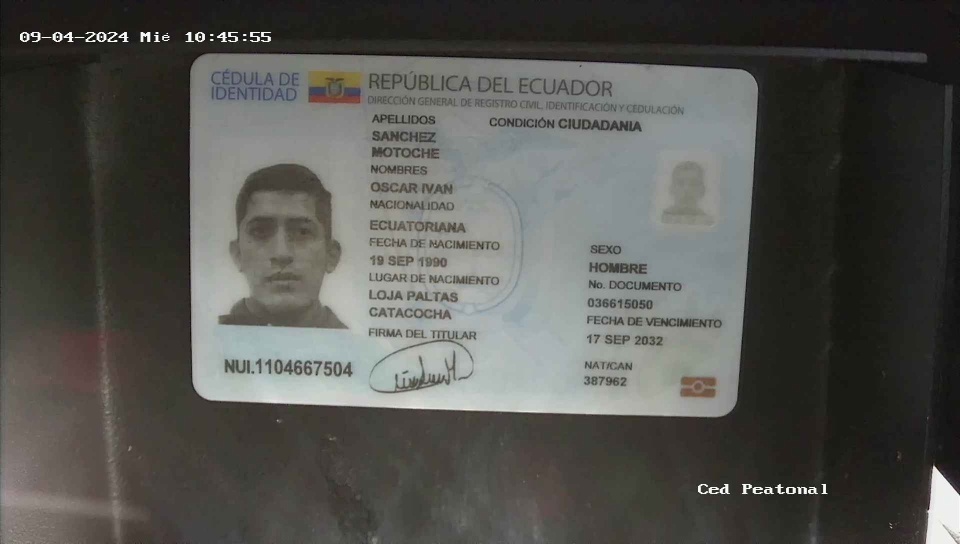 09-04-2024 Mié 10:45:55
CÉDULA DE
IDENTIDAD
REPÚBLICA DEL ECUADOR
DIRECCIÓN GENERAL DE REGISTRO CIVIL, IDENTIFICACIÓN Y CEDULACIÓN
APELLIDOS
CONDICIÓN CIUDADANIA
SANCHEZ
MOTOCHE
NOMBRES
OSCAR IVAN
NACIONALIDAD
ECUATORIANA
FECHA DE NACIMIENTO
19 SEP 1990
LUGAR DE NACIMIENTO
LOJA PALTAS
CATACOCHA
FIRMA DEL TITULAR
SEXO
HOMBRE
No. DOCUMENTO
036615050
FECHA DE VENCIMIENTO
17 SEP 2032
NAT/CAN
387962
NUI.1104667504
Ced Peatonal